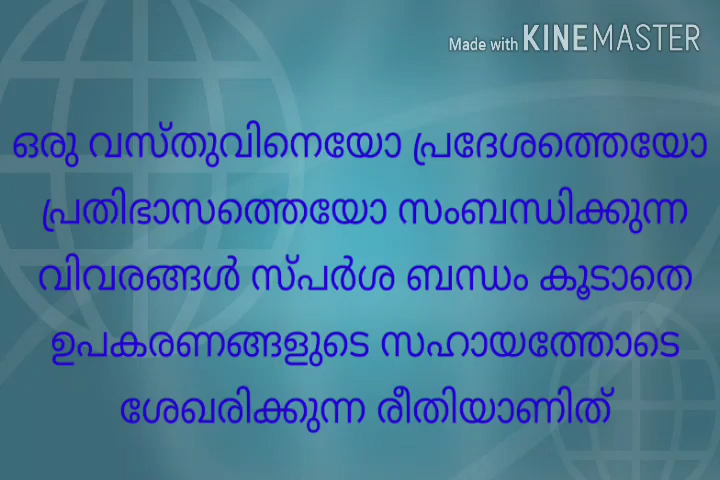 Made with KINEMASTER
ഒരു വസ്തുവിനെയോ പ്രദേശത്തെയോ
പ്രതിഭാസത്തെയോ സംബന്ധിക്കുന്ന
വിവരങ്ങൾ സ്പർശ ബന്ധം കൂടാതെ
ഉപകരണങ്ങളുടെ സഹായത്തോടെ
ശേഖരിക്കുന്ന രീതിയാണിത്